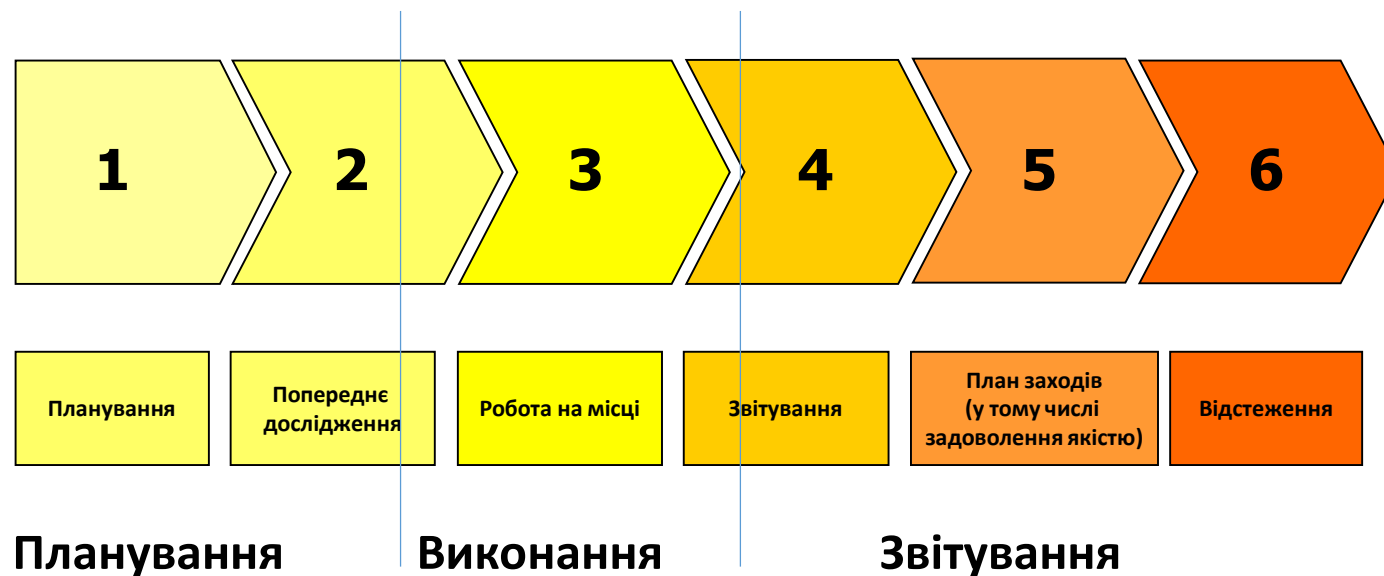 1
2
3
4
5
6
Планування
Попереднє
дослідження
Робота на місці
Звітування
План заходів
(у тому числі
задоволення якістю)
Відстеження
Планування
Виконання
Звітування